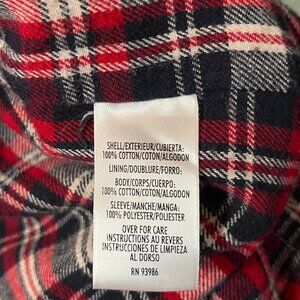 SHELL/EXTERIEUR/CUBIERTA:
100% COTTON/COTON/ALGODON
LINING/DOUBLURE/FORRO:
BODY/CORPS/CUERPO:
100% COTTON/COTON/ALGODON
SLEEVE/MANCHE/MANGA:
100% POLYESTER/POLIESTER
OVER FOR CARE
INSTRUCTIONS AU REVERS
INSTRUCCIONES DE LIMPIEZA
AL DORSO
RN 93986